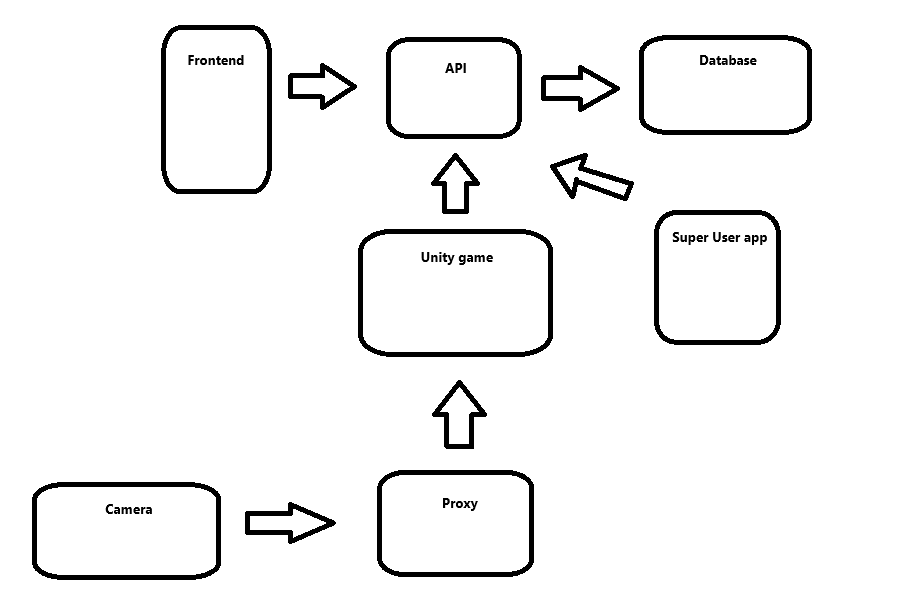 Frontend
API
Database
Unity game
Super User app
Camera
Proxy